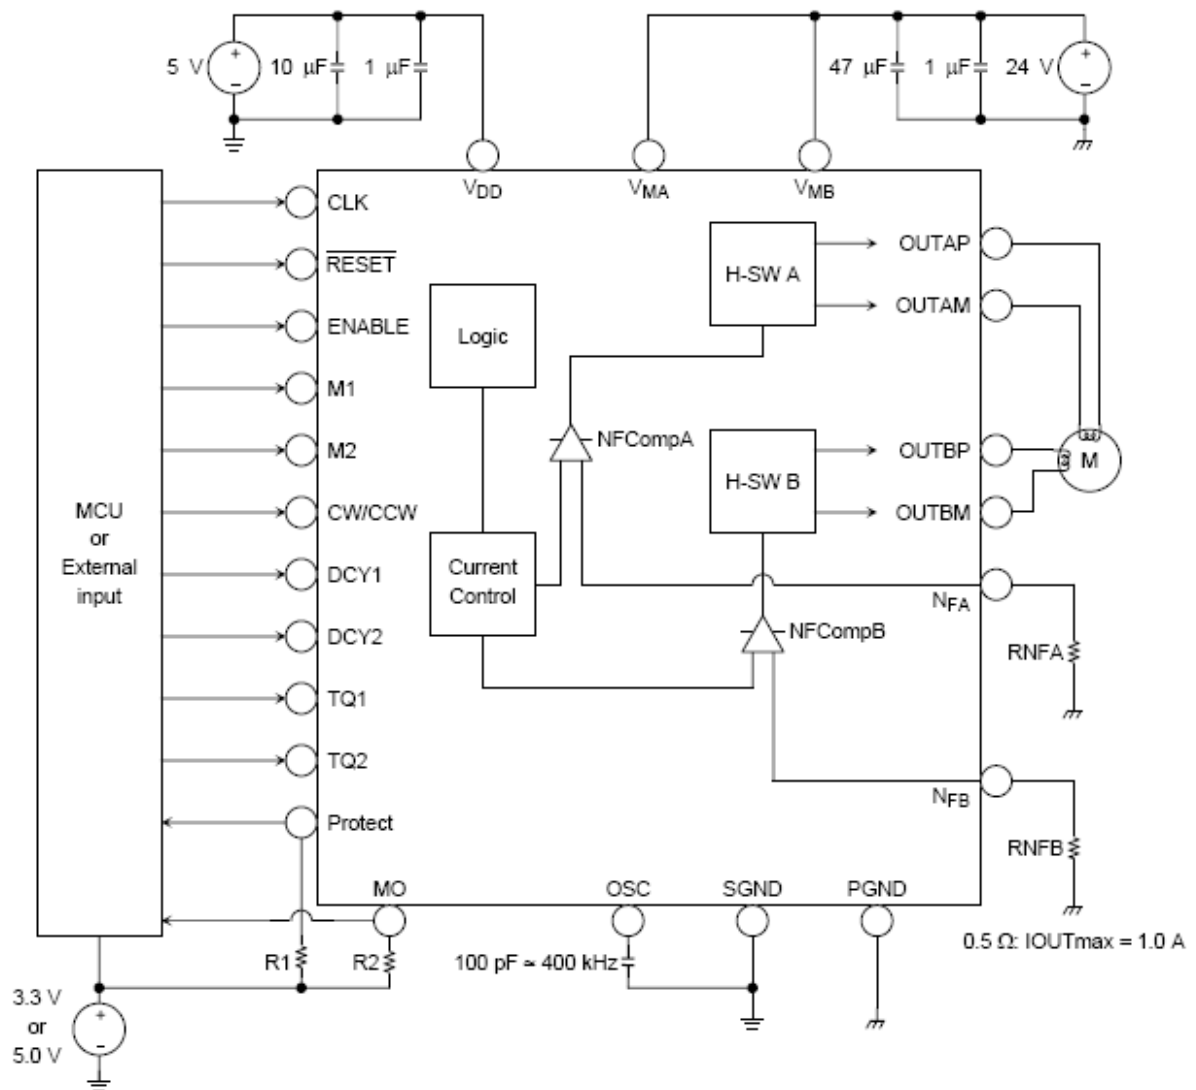 5 V
10 μF
1 μF
47 μF
1 μF
24 V
VDD
VMA
VMB
CLK
RESET
ENABLE
M1
M2
CW/CCW
DCY1
DCY2
TQ1
TQ2
Protect
MCU
or
External
input
Logic
Current
Control
NFCompA
NFCompB
H-SW A
H-SW B
OUTAP
OUTAM
OUTBP
OUTBM
M
NFA
RNFA
NFB
RNFB
MO
OSC
SGND
PGND
R1
R2
100 pF ≃ 400 kHz
0.5 Ω: IOUTmax = 1.0 A
3.3 V
or
5.0 V
+
−
+
−
+
−